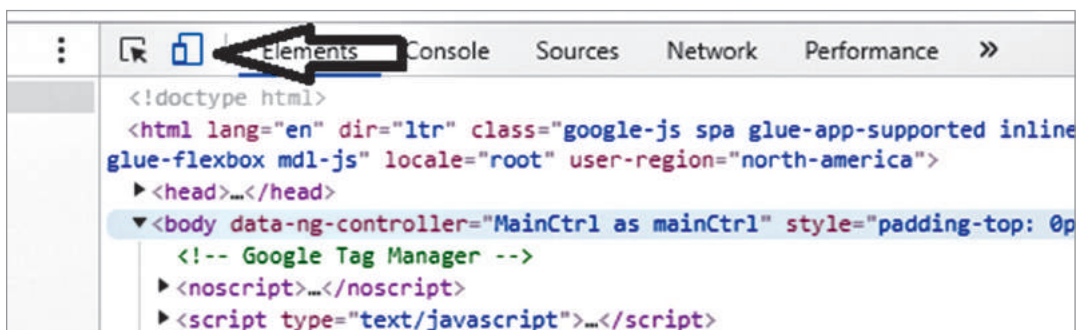 Elements Console Sources Network Performance »
<!doctype html>
<html lang="en" dir="ltr" class="google-js spa glue-app-supported inline
glue-flexbox mdl-js" locale="root" user-region="north-america">
▶<head>…</head>
▼<body data-ng-controller="MainCtrl as mainCtrl" style="padding-top: 0p
<!-- Google Tag Manager -->
▶<noscript>…</noscript>
▶<script type="text/javascript">…</script>